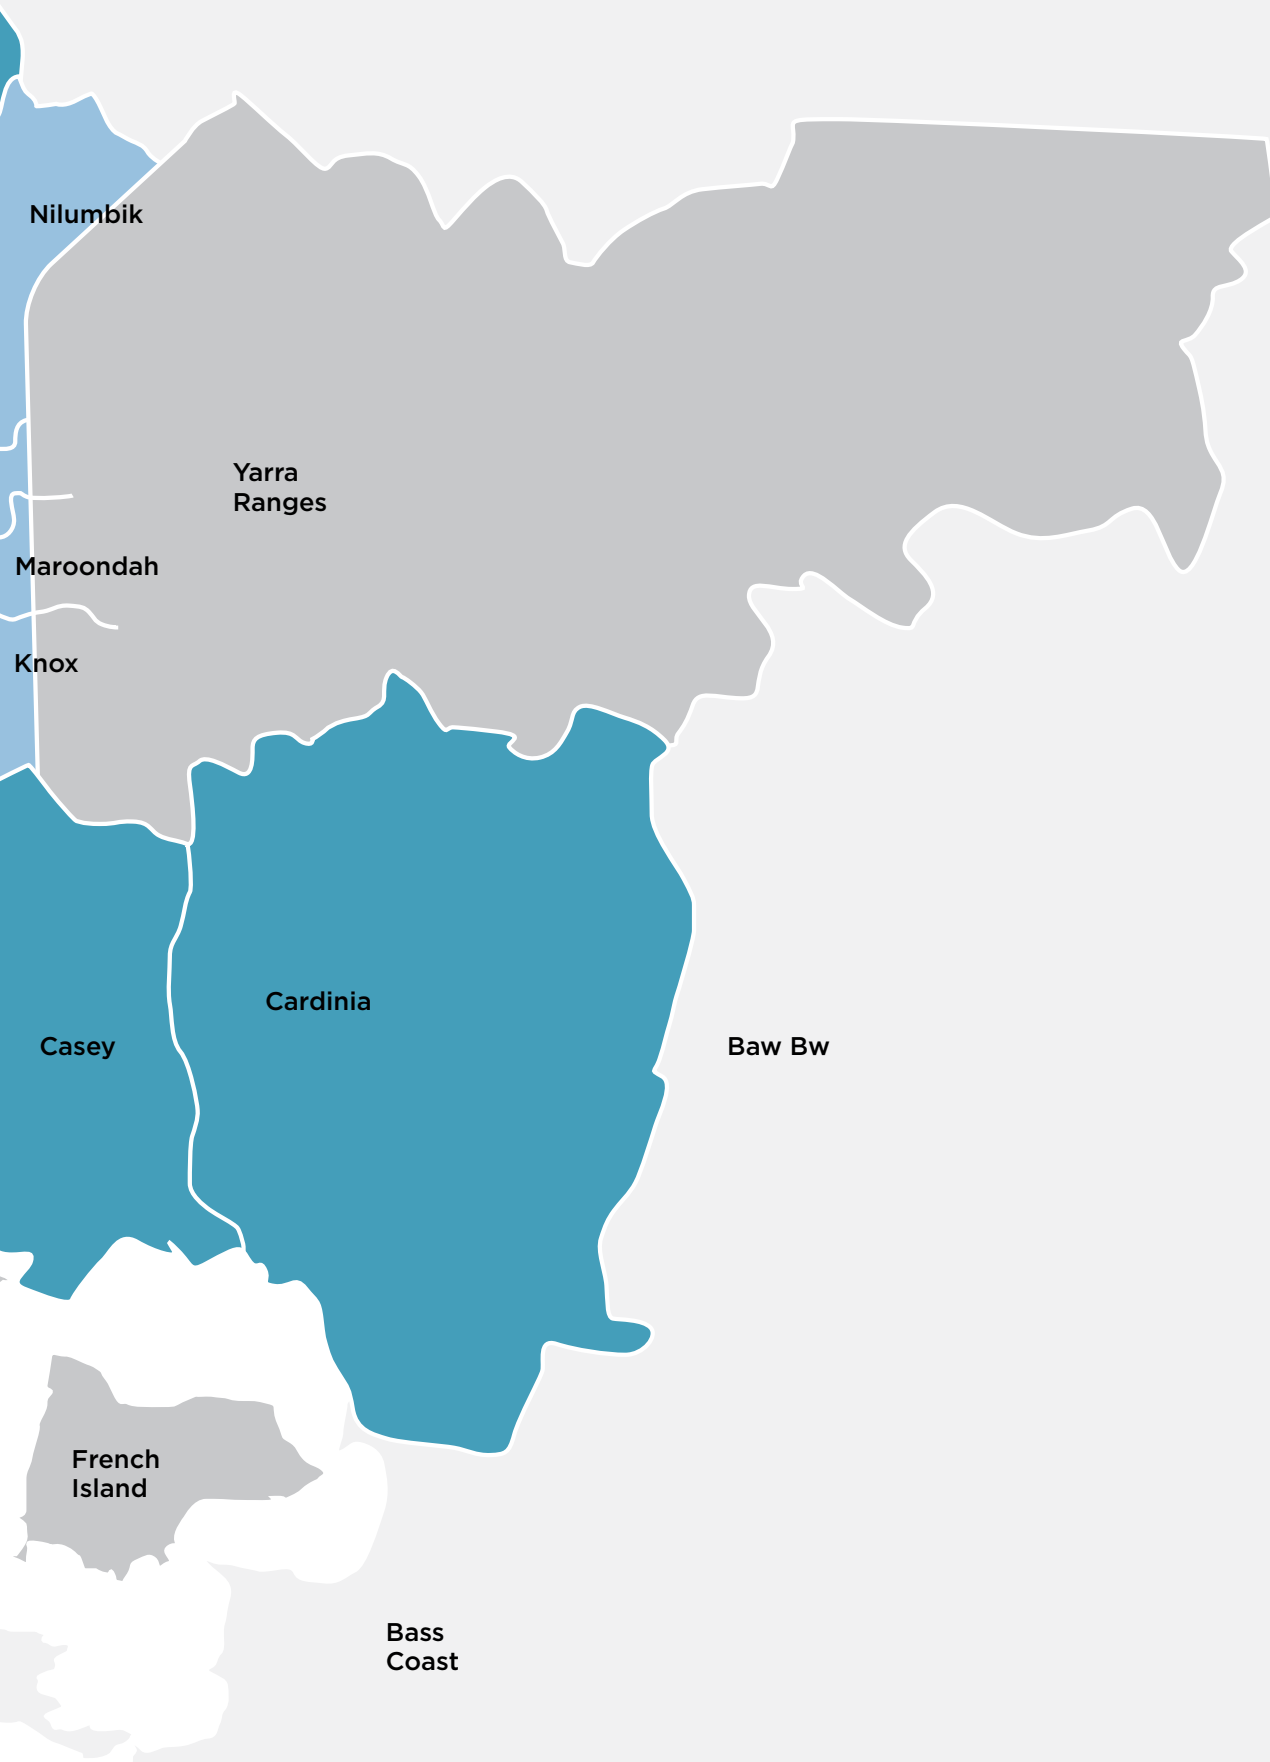 Nilumbik
Yarra
Ranges
Maroondah
Knox
Cardinia
Casey
Baw Bw
French
Island
Bass
Coast